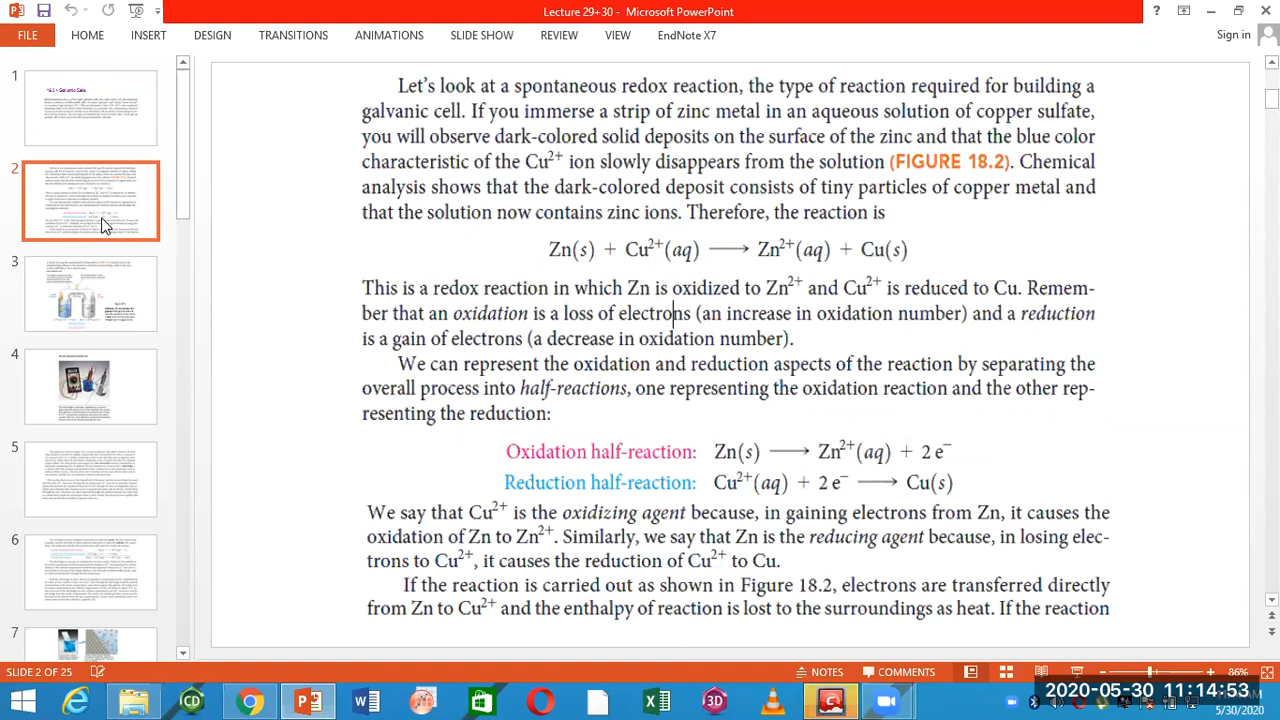 Lecture 29+30 - Microsoft PowerPoint
FILE HOME INSERT DESIGN TRANSITIONS ANIMATIONS SLIDE SHOW REVIEW VIEW EndNote X7 Sign in
1
2
3
4
5
6
7
Let's look at a spontaneous redox reaction, the type of reaction required for building a
galvanic cell. If you immerse a strip of zinc metal in an aqueous solution of copper sulfate,
you will observe dark-colored solid deposits on the surface of the zinc and that the blue color
characteristic of the Cu²⁺ ion slowly disappears from the solution (FIGURE 18.2). Chemical
analysis shows that the dark-colored deposit consists of tiny particles of copper metal and
that the solution now contains zinc ions. Therefore the reaction is
Zn(s) + Cu²⁺(aq) ⟶ Zn²⁺(aq) + Cu(s)
This is a redox reaction in which Zn is oxidized to Zn²⁺ and Cu²⁺ is reduced to Cu. Remem-
ber that an oxidation is a loss of electrons (an increase in oxidation number) and a reduction
is a gain of electrons (a decrease in oxidation number).
We can represent the oxidation and reduction aspects of the reaction by separating the
overall process into half-reactions, one representing the oxidation reaction and the other rep-
resenting the reduction:
Oxidation half-reaction: Zn(s) ⟶ Zn²⁺(aq) + 2 e⁻
Reduction half-reaction: Cu²⁺(aq) + 2 e⁻ ⟶ Cu(s)
We say that Cu²⁺ is the oxidizing agent because, in gaining electrons from Zn, it causes the
oxidation of Zn to Zn²⁺. Similarly, we say that Zn is the reducing agent because, in losing elec-
trons to Cu²⁺, it causes the reduction of Cu²⁺ to Cu.
If the reaction is carried out as shown in Figure 18.2, electrons are transferred directly
from Zn to Cu²⁺ and the enthalpy of reaction is lost to the surroundings as heat. If the reaction
SLIDE 2 OF 25 NOTES COMMENTS 86%
2020-05-30 11:14:53
5/30/2020